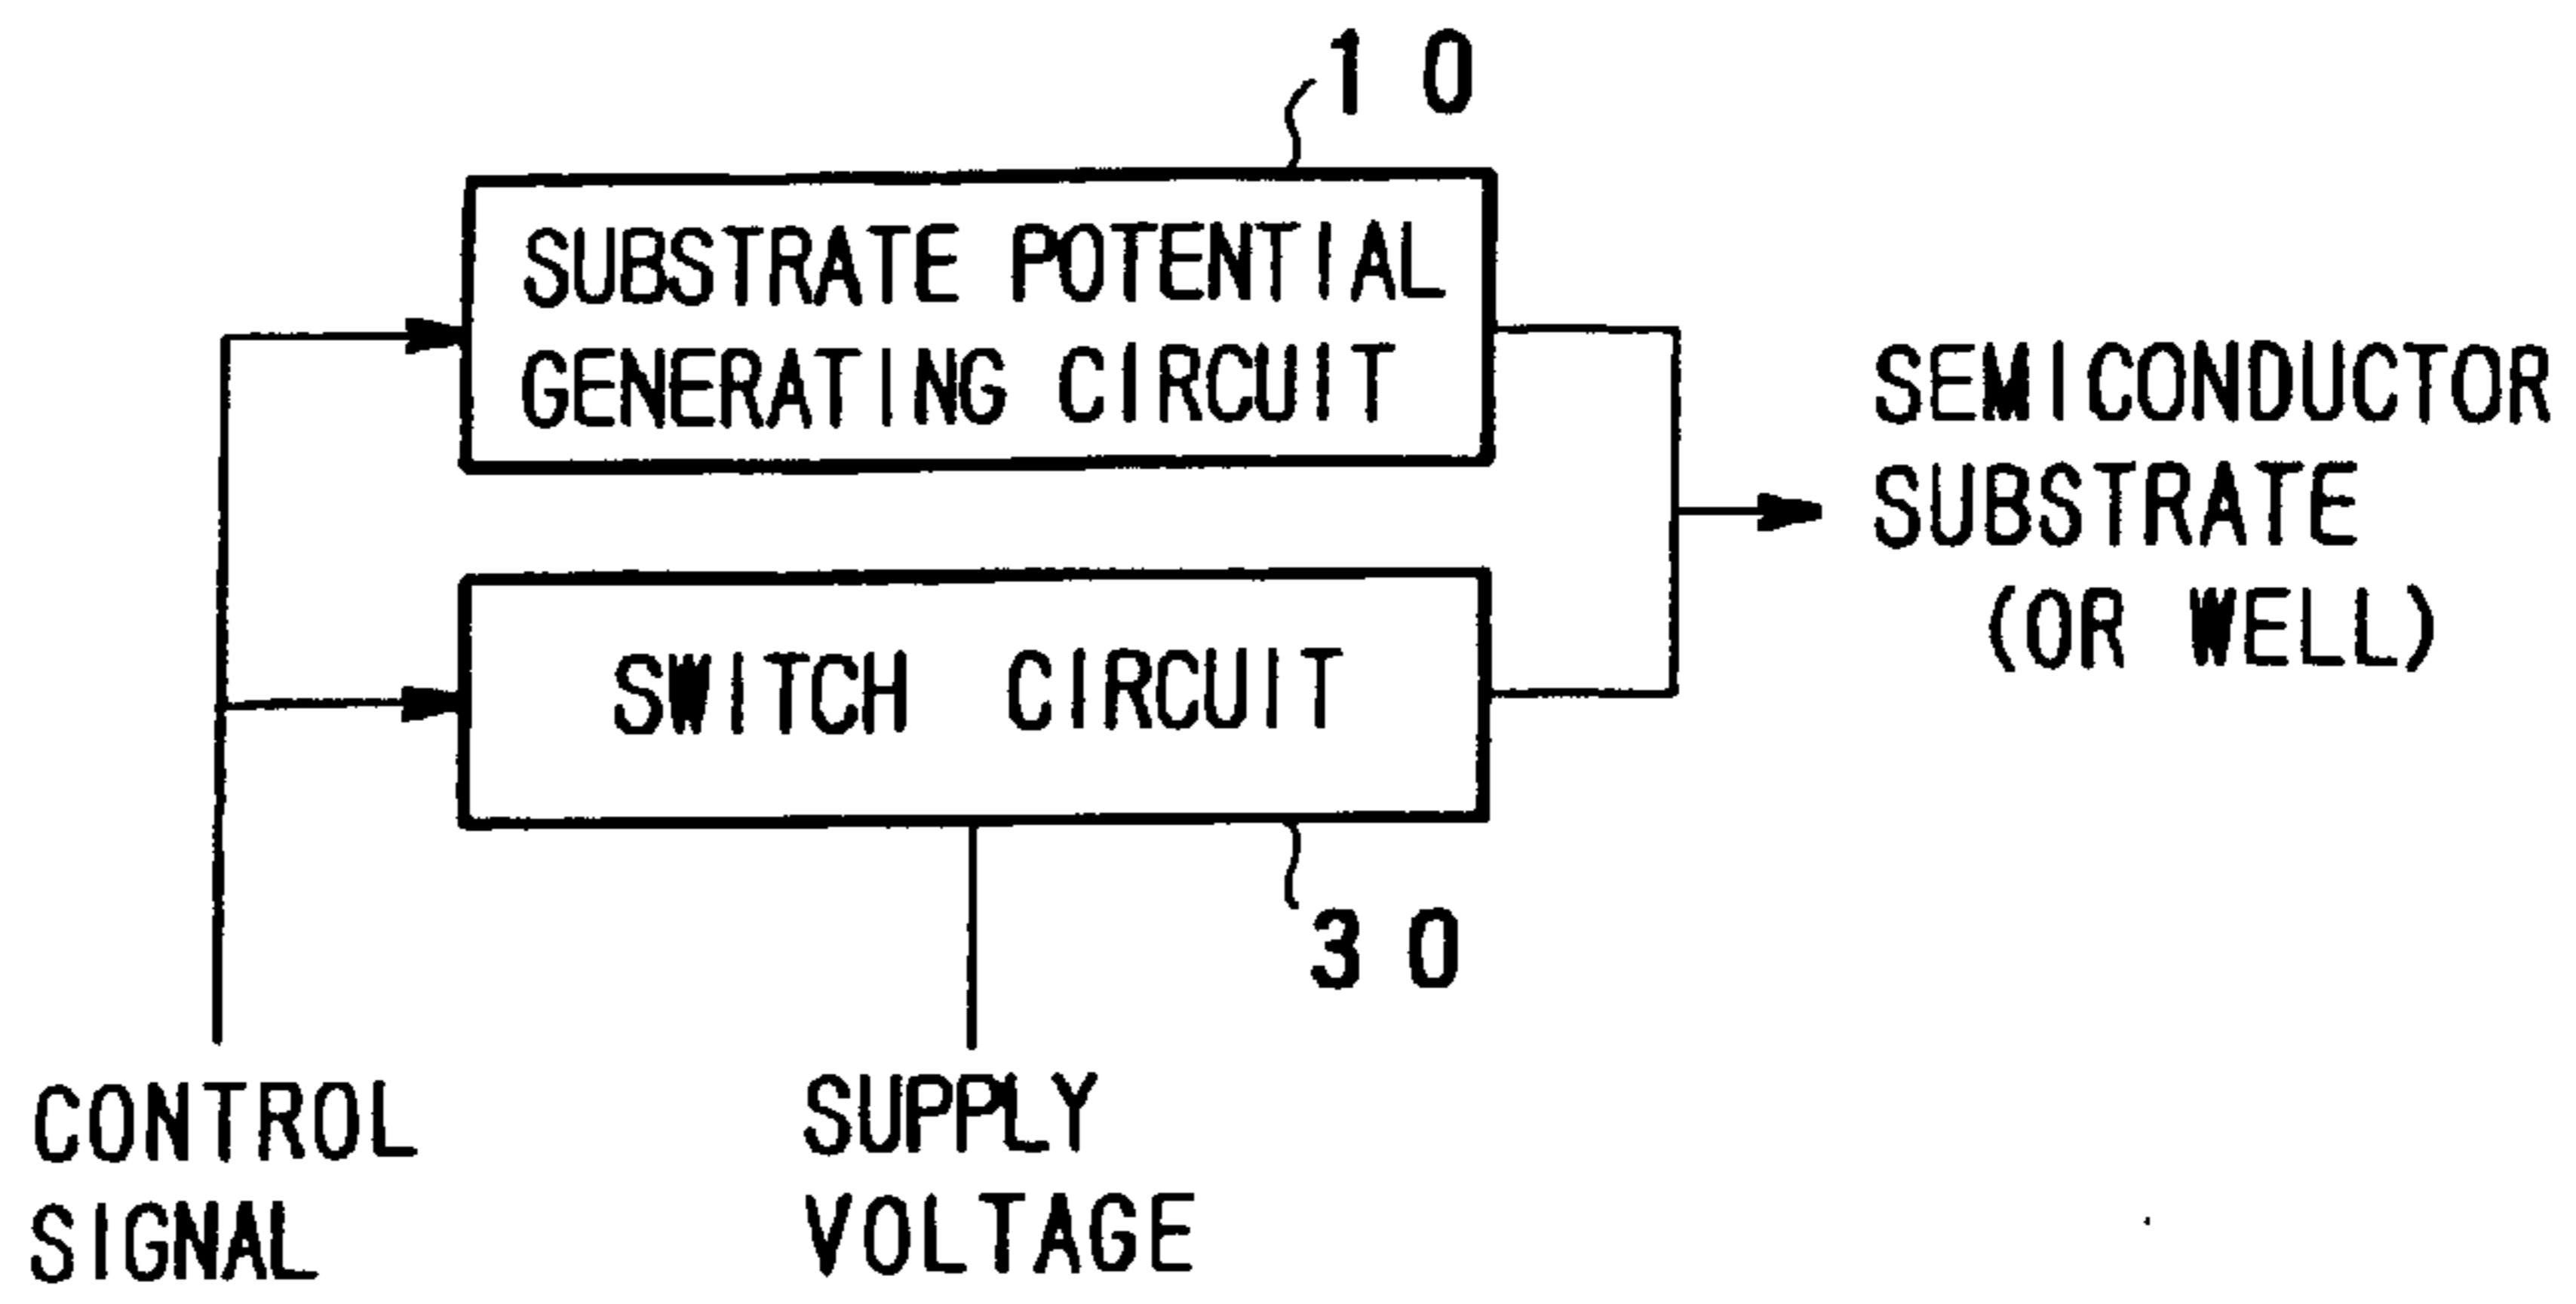 10
SUBSTRATE POTENTIAL
GENERATING CIRCUIT
SEMICONDUCTOR
SUBSTRATE
(OR WELL)
SWITCH CIRCUIT
30
CONTROL
SIGNAL
SUPPLY
VOLTAGE